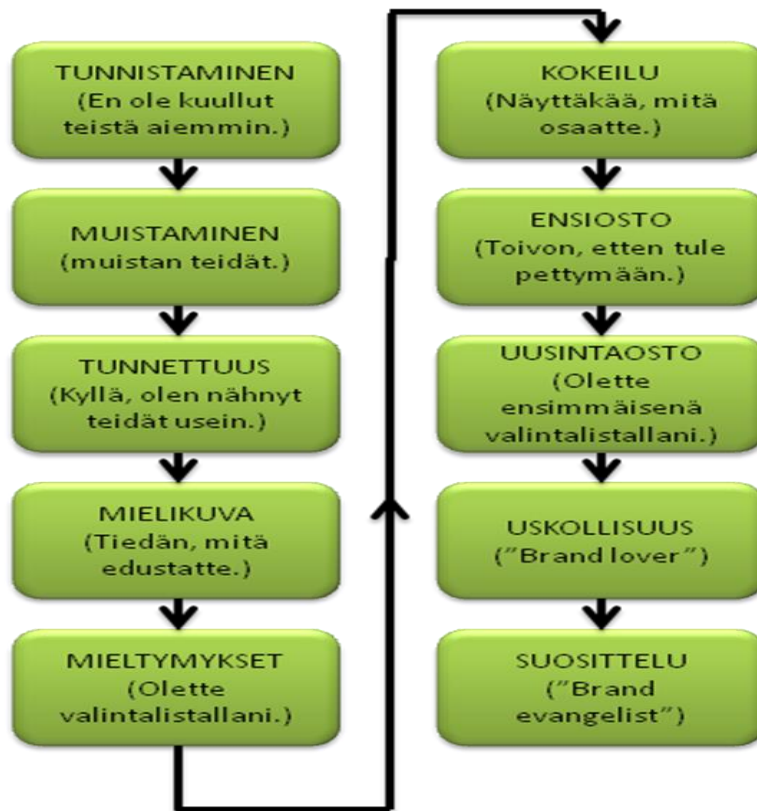 TUNNISTAMINEN
(En ole kuullut
teistä aiemmin.)
MUISTAMINEN
(muistan teidät.)
TUNNETTUUS
(Kyllä, olen nähnyt
teidät usein.)
MIELIKUVA
(Tiedän, mitä
edustatte.)
MIELTYMYKSET
(Olette
valintalistallani.)
KOKEILU
(Näyttäkää, mitä
osaatte.)
ENSIOSTO
(Toivon, etten tule
pettymään.)
UUSINTAOSTO
(Olette
ensimmäisenä
valintalistallani.)
USKOLLISUUS
(”Brand lover”)
SUOSITTELU
(”Brand
evangelist”)